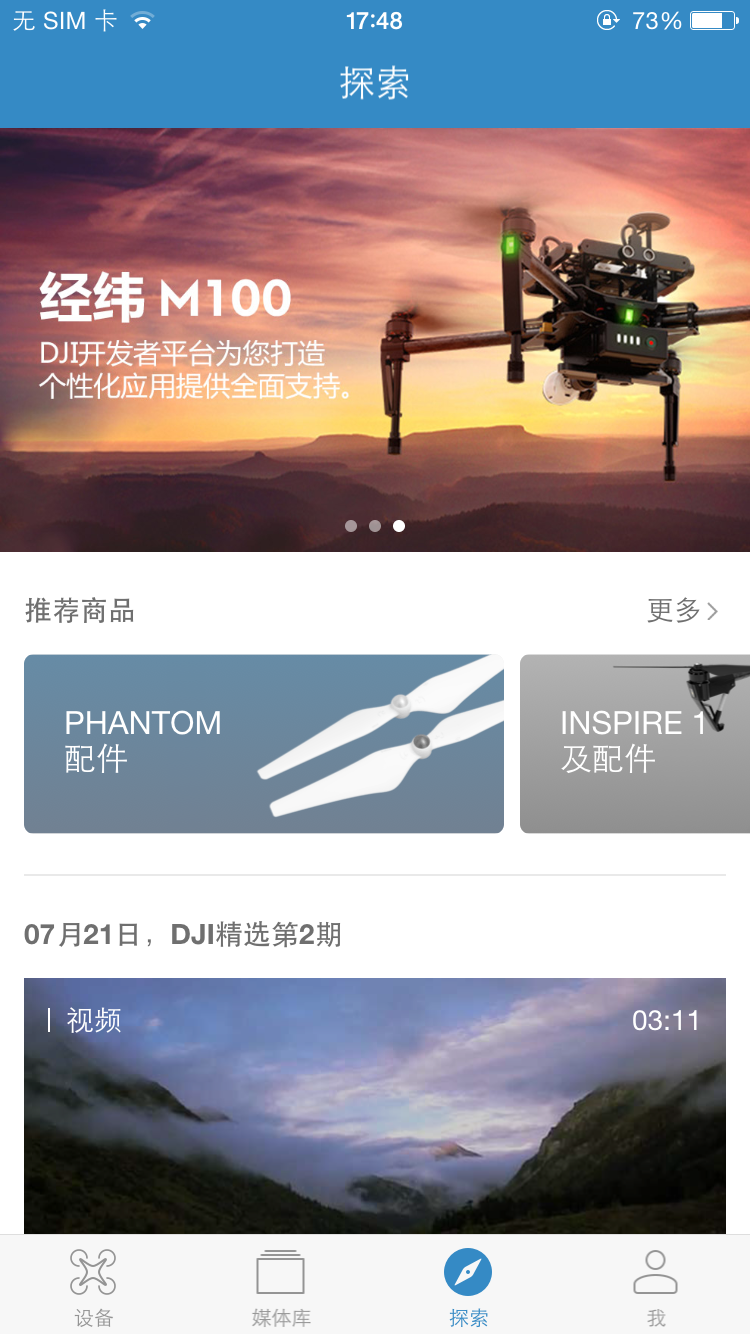 无 SIM 卡
17:48
73%
探索
经纬 M100
DJI开发者平台为您打造
个性化应用提供全面支持。
推荐商品
更多
PHANTOM
配件
INSPIRE 1
及配件
07月21日，DJI精选第2期
视频
03:11
设备
媒体库
探索
我